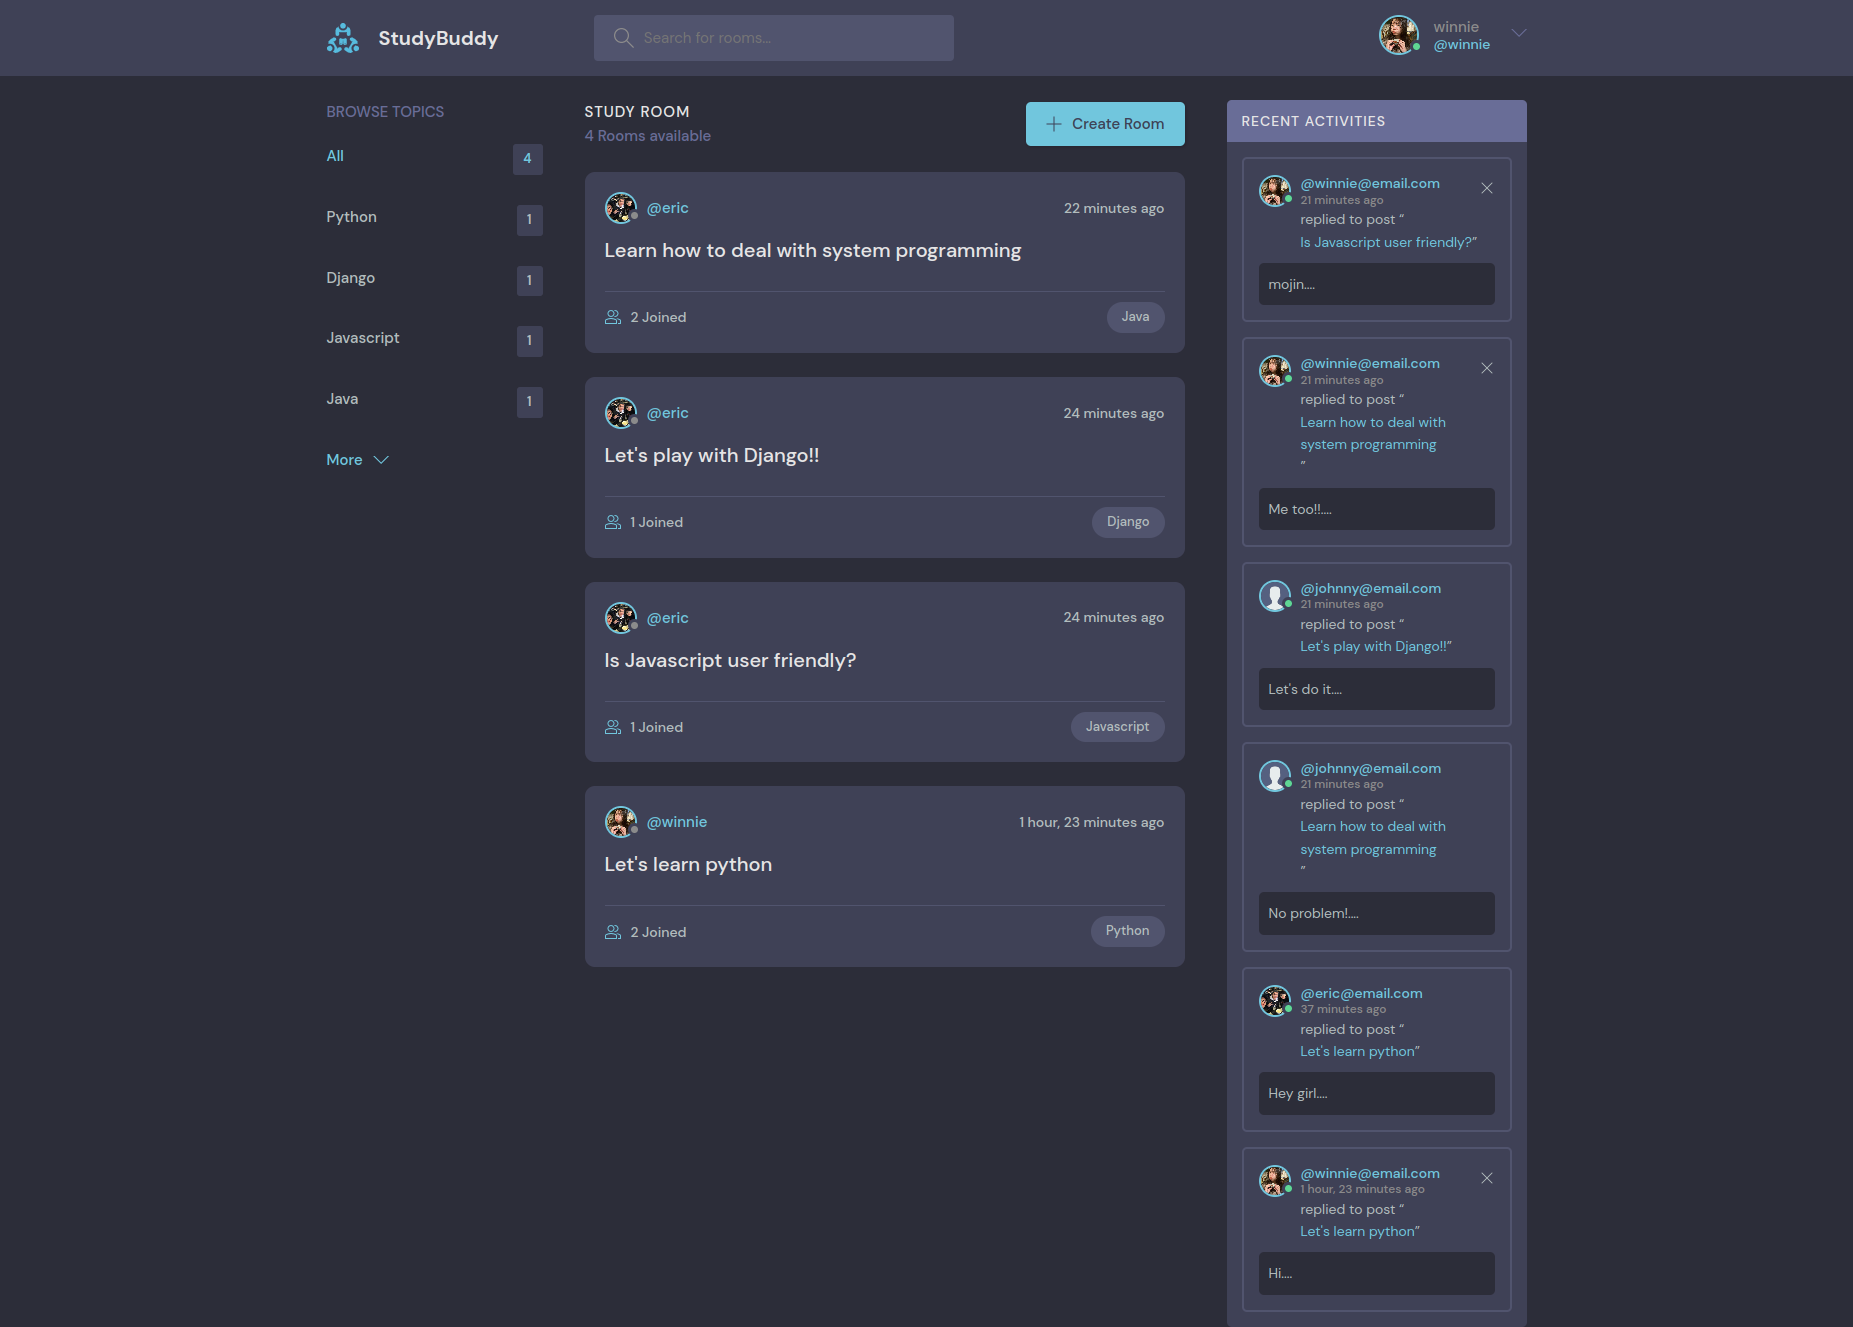 StudyBuddy
Search for rooms...
winnie
@winnie
BROWSE TOPICS
All 4
Python 1
Django 1
Javascript 1
Java 1
More
STUDY ROOM
4 Rooms available
Create Room
@eric 22 minutes ago
Learn how to deal with system programming
2 Joined Java
@eric 24 minutes ago
Let's play with Django!!
1 Joined Django
@eric 24 minutes ago
Is Javascript user friendly?
1 Joined Javascript
@winnie 1 hour, 23 minutes ago
Let's learn python
2 Joined Python
RECENT ACTIVITIES
@winnie@email.com
21 minutes ago
replied to post “
Is Javascript user friendly?”
mojin....
@winnie@email.com
21 minutes ago
replied to post “
Learn how to deal with
system programming
”
Me too!!....
@johnny@email.com
21 minutes ago
replied to post “
Let's play with Django!!”
Let's do it....
@johnny@email.com
21 minutes ago
replied to post “
Learn how to deal with
system programming
”
No problem!....
@eric@email.com
37 minutes ago
replied to post “
Let's learn python”
Hey girl....
@winnie@email.com
1 hour, 23 minutes ago
replied to post “
Let's learn python”
Hi....